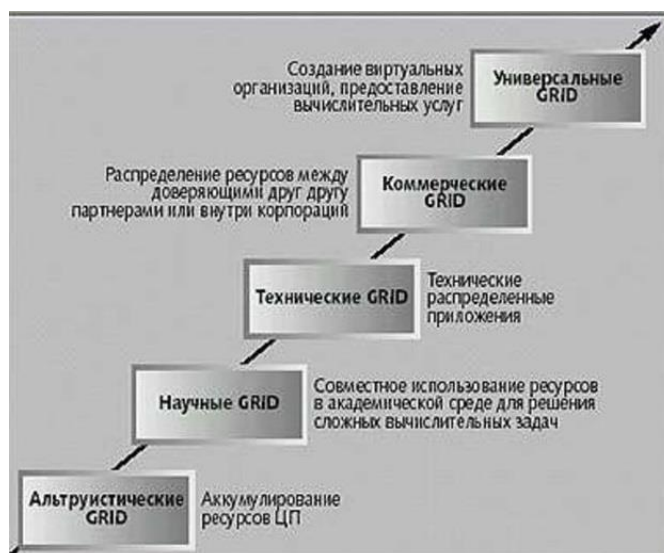 Создание виртуальных
организаций, предоставление
вычислительных услуг
Универсальные
GRID
Распределение ресурсов между
доверяющими друг другу
партнерами или внутри корпораций
Коммерческие
GRID
Технические GRID
Технические
распределенные
приложения
Научные GRID
Совместное использование ресурсов
в академической среде для решения
сложных вычислительных задач
Альтруистические
GRID
Аккумулирование
ресурсов ЦП